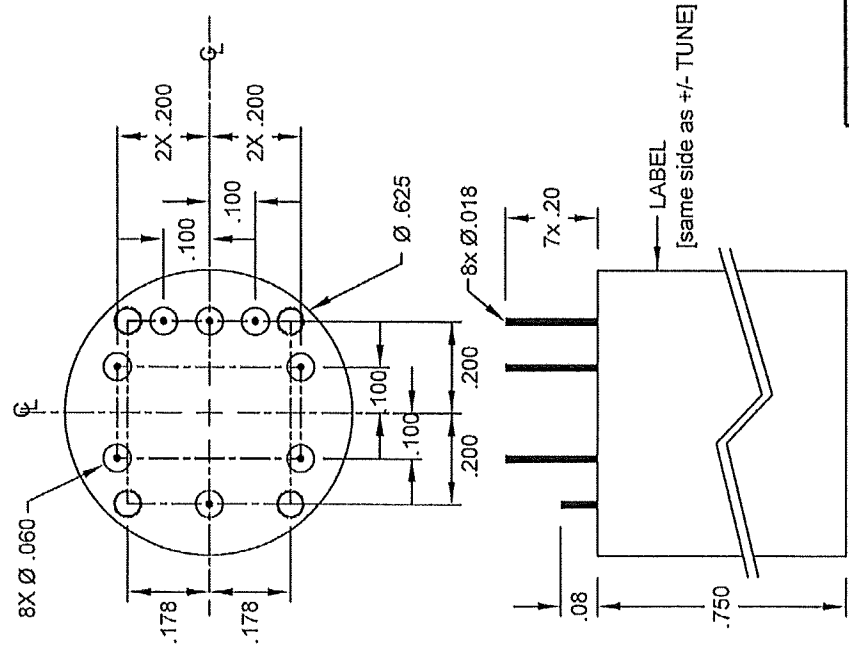 8X Ø .060
℄
℄
2X .200
2X .200
.100
.100
Ø .625
.178
.178
.100
.100
.200
.200
8x Ø.018
7x .20
LABEL
[same side as +/- TUNE]
.08
.750